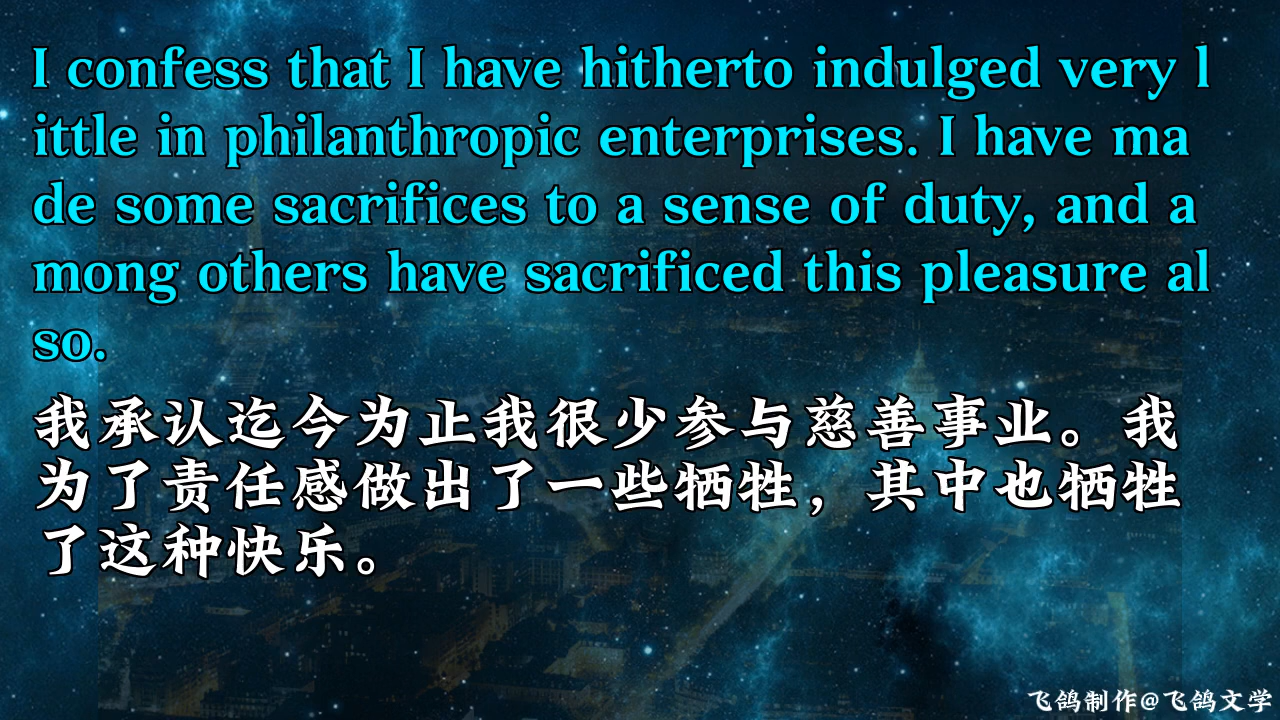 I confess that I have hitherto indulged very l
ittle in philanthropic enterprises. I have ma
de some sacrifices to a sense of duty, and a
mong others have sacrificed this pleasure al
so.
我承认迄今为止我很少参与慈善事业。我
为了责任感做出了一些牺牲，其中也牺牲
了这种快乐。
飞鸽制作@飞鸽文学